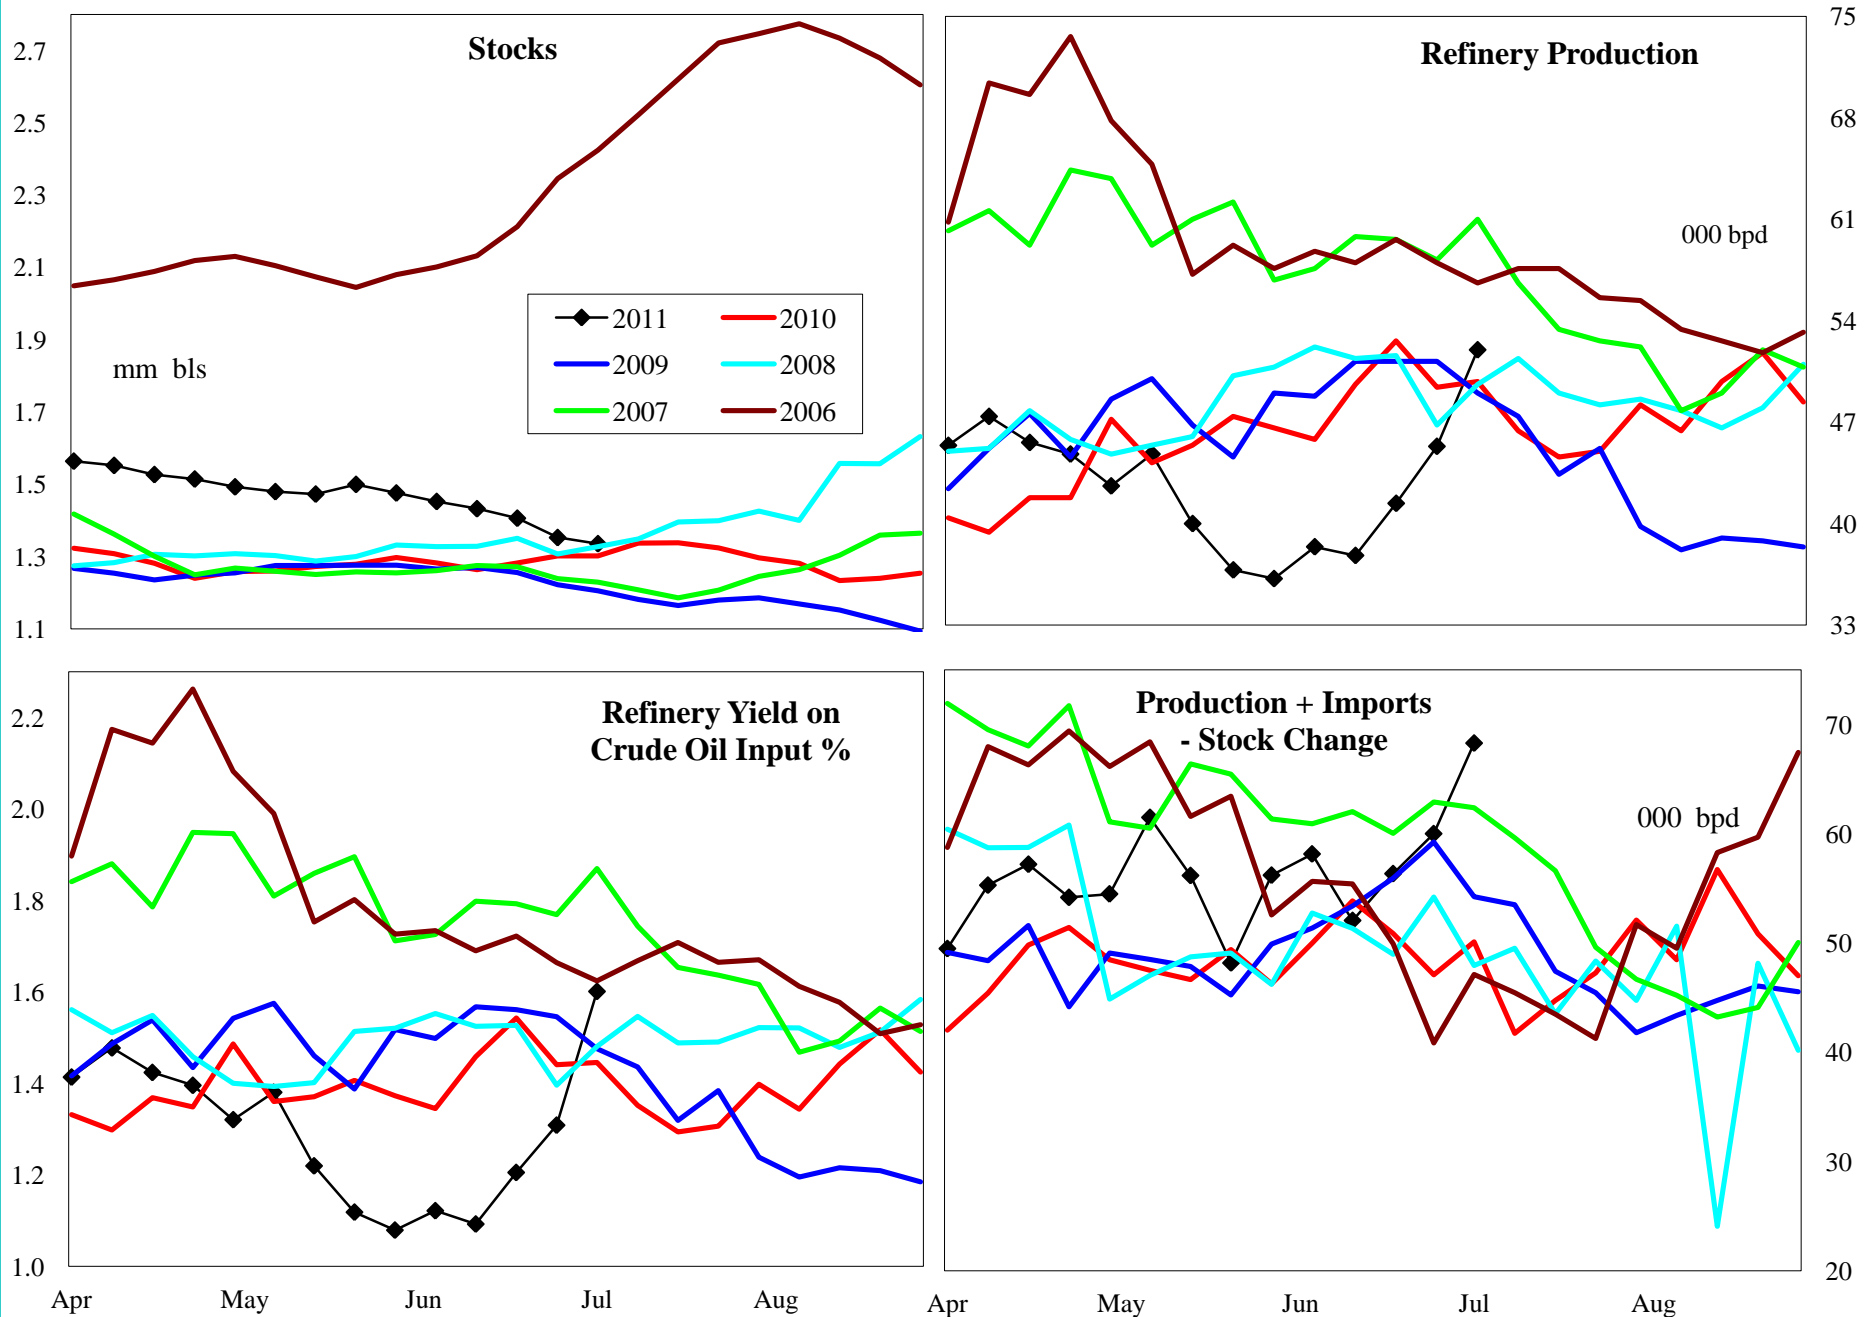 Stocks
2.7
2.5
2.3
2.1
1.9
1.7
1.5
1.3
1.1
mm bls
2011
2010
2009
2008
2007
2006
Refinery Production
000 bpd
75
68
61
54
47
40
33
Refinery Yield on
Crude Oil Input %
2.2
2.0
1.8
1.6
1.4
1.2
1.0
Apr
May
Jun
Jul
Aug
Production + Imports
- Stock Change
000 bpd
70
60
50
40
30
20
Apr
May
Jun
Jul
Aug